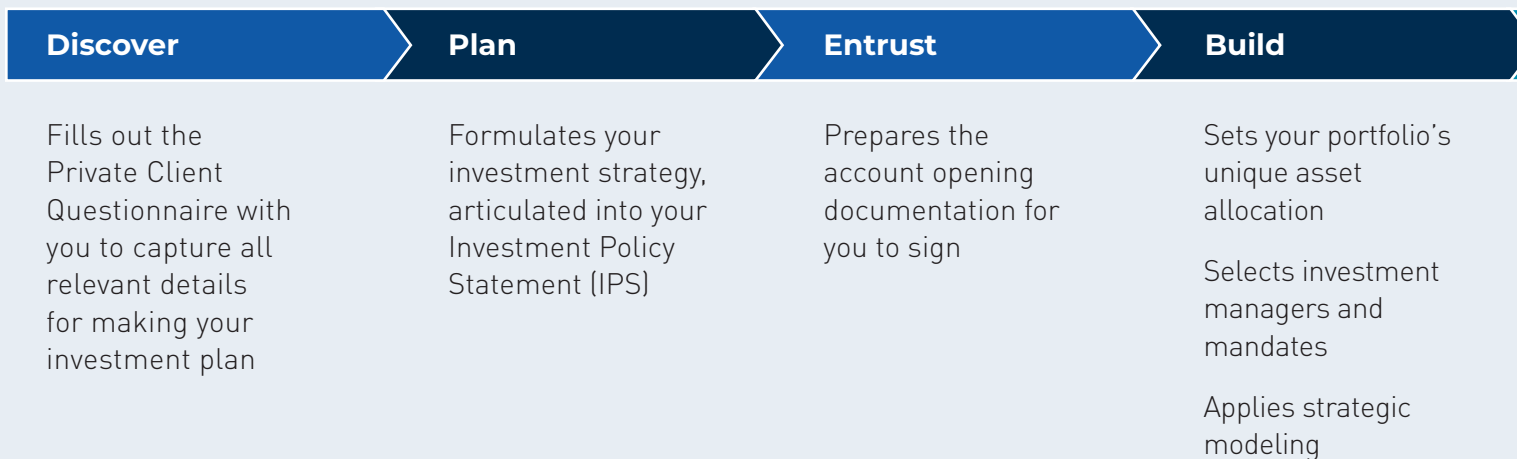 Discover
Fills out the
Private Client
Questionnaire with
you to capture all
relevant details
for making your
investment plan
Plan
Formulates your
investment strategy,
articulated into your
Investment Policy
Statement (IPS)
Entrust
Prepares the
account opening
documentation for
you to sign
Build
Sets your portfolio’s
unique asset
allocation
Selects investment
managers and
mandates
Applies strategic
modeling